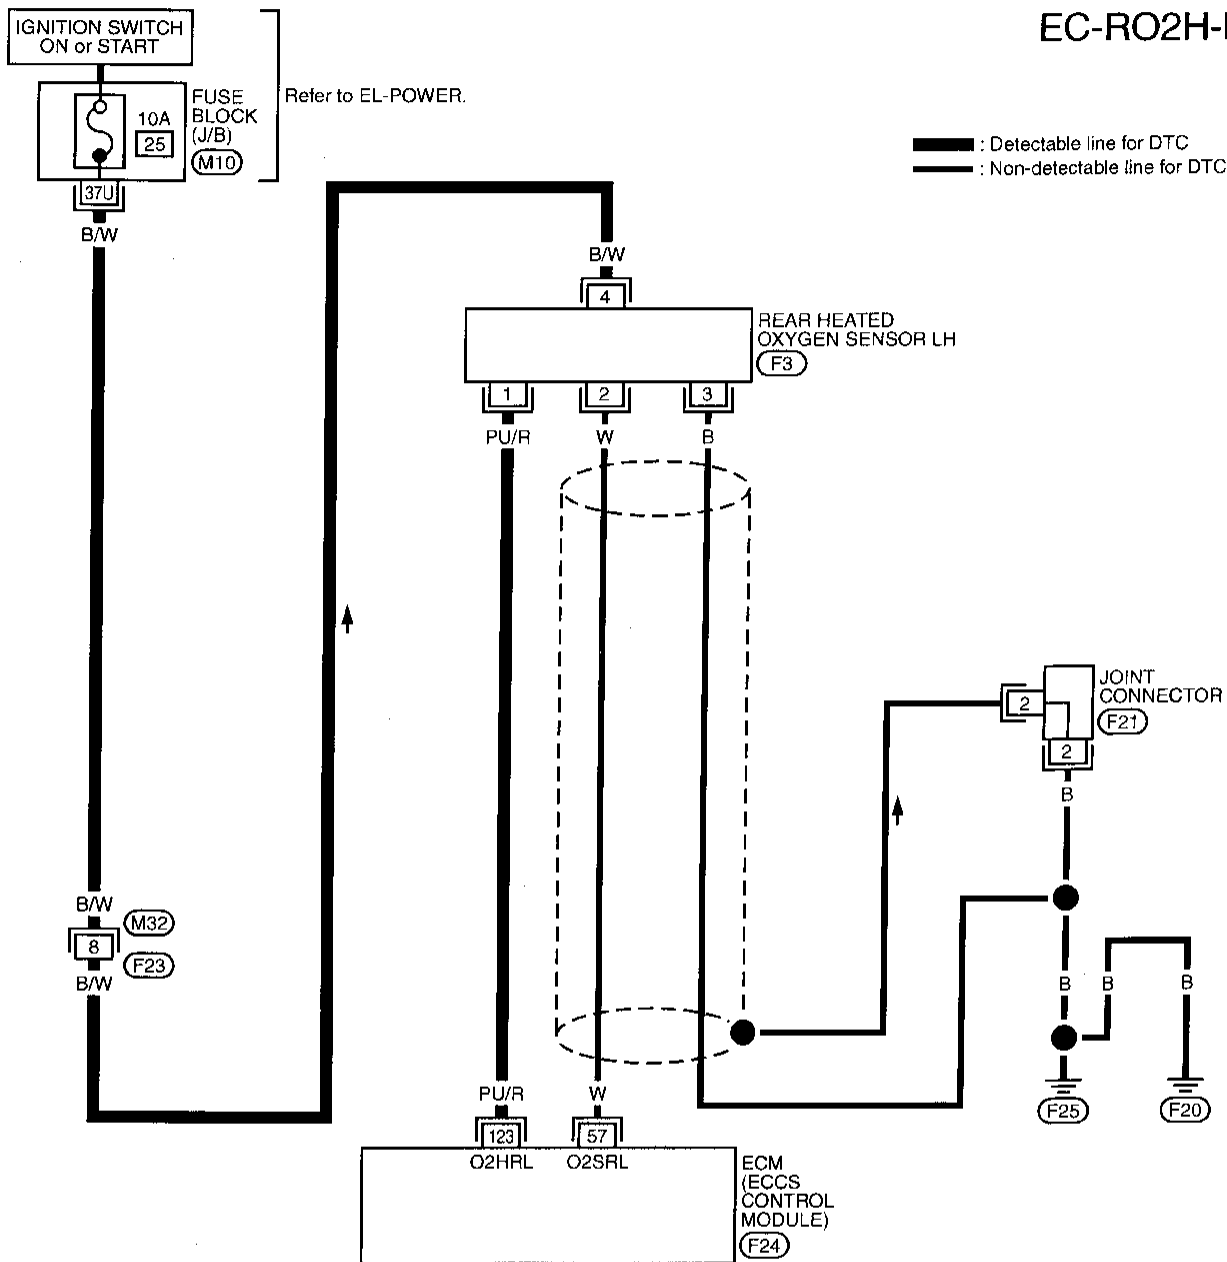 EC-RO2H-
IGNITION SWITCH
ON or START
FUSE
BLOCK
(J/B)
M10
10A
25
Refer to EL-POWER.
: Detectable line for DTC
: Non-detectable line for DTC
37U
B/W
B/W
4
REAR HEATED
OXYGEN SENSOR LH
F3
1
2
3
PU/R
W
B
JOINT
CONNECTOR
F21
2
2
B
B/W
M32
8
F23
B/W
B
B
B
PU/R
W
F25
F20
123
57
O2HRL
O2SRL
ECM
(ECCS
CONTROL
MODULE)
F24